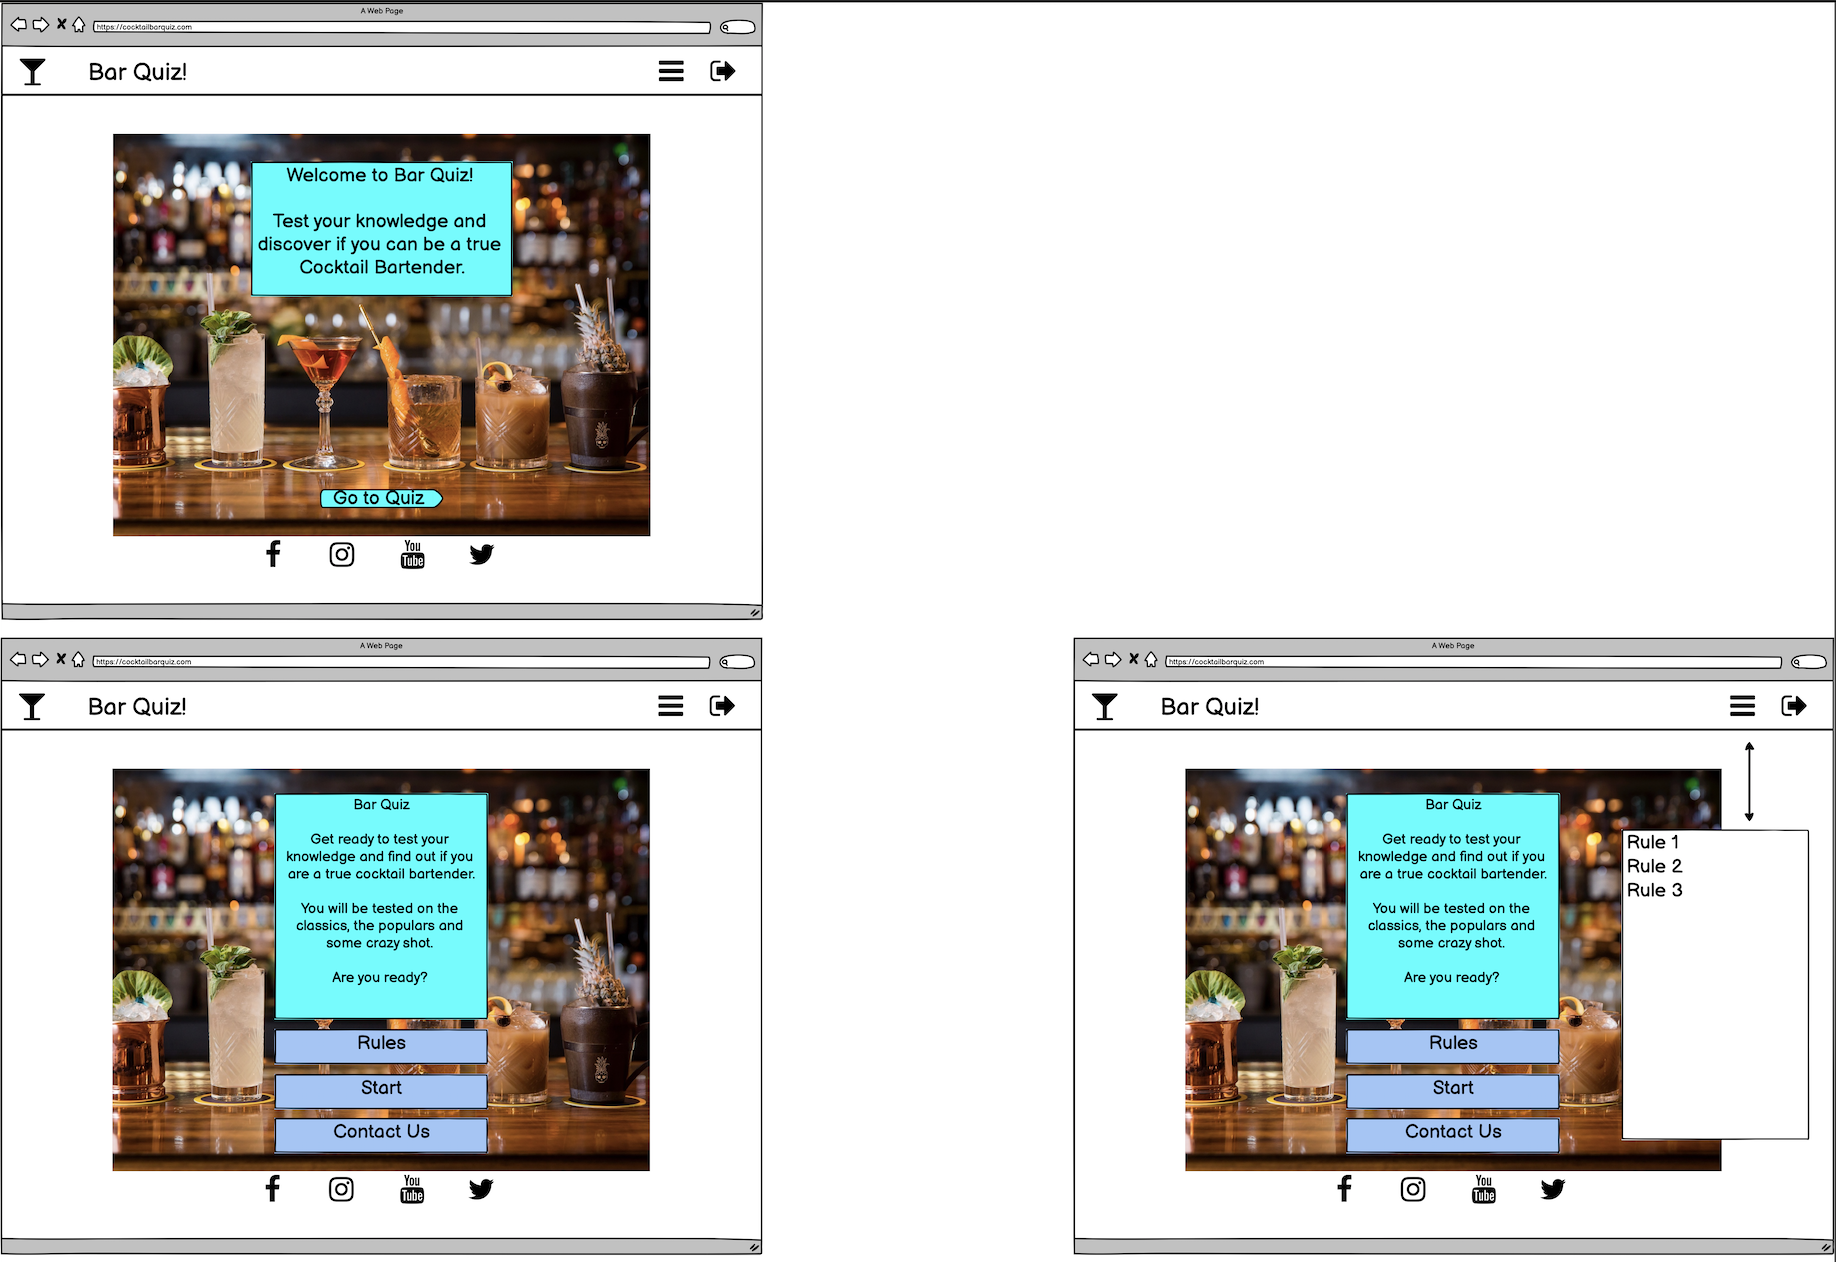 A Web Page
https://cocktailbarquiz.com
Bar Quiz!
Welcome to Bar Quiz!
Test your knowledge and
discover if you can be a true
Cocktail Bartender.
Go to Quiz
You
Tube
A Web Page
https://cocktailbarquiz.com
Bar Quiz!
Bar Quiz
Get ready to test your
knowledge and find out if you
are a true cocktail bartender.
You will be tested on the
classics, the populars and
some crazy shot.
Are you ready?
Rules
Start
Contact Us
You
Tube
A Web Page
https://cocktailbarquiz.com
Bar Quiz!
Bar Quiz
Get ready to test your
knowledge and find out if you
are a true cocktail bartender.
You will be tested on the
classics, the populars and
some crazy shot.
Are you ready?
Rule 1
Rule 2
Rule 3
Rules
Start
Contact Us
You
Tube